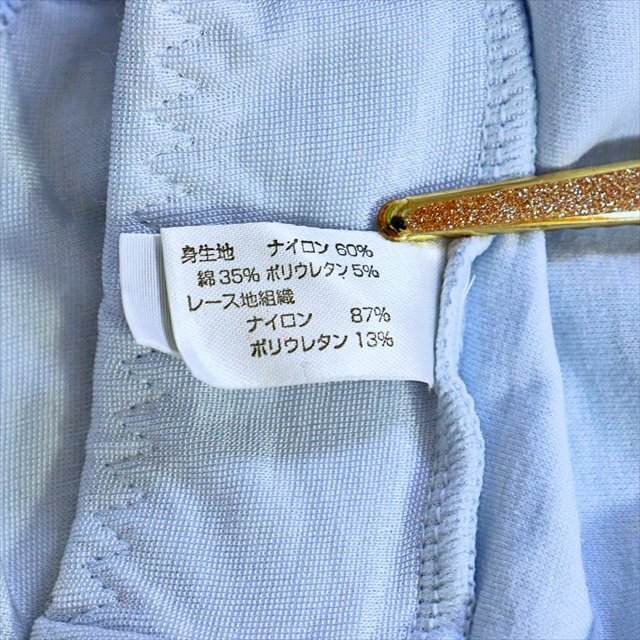 身生地 ナイロン 60%
綿 35% ポリウレタン 5%
レース地組織
ナイロン 87%
ポリウレタン 13%